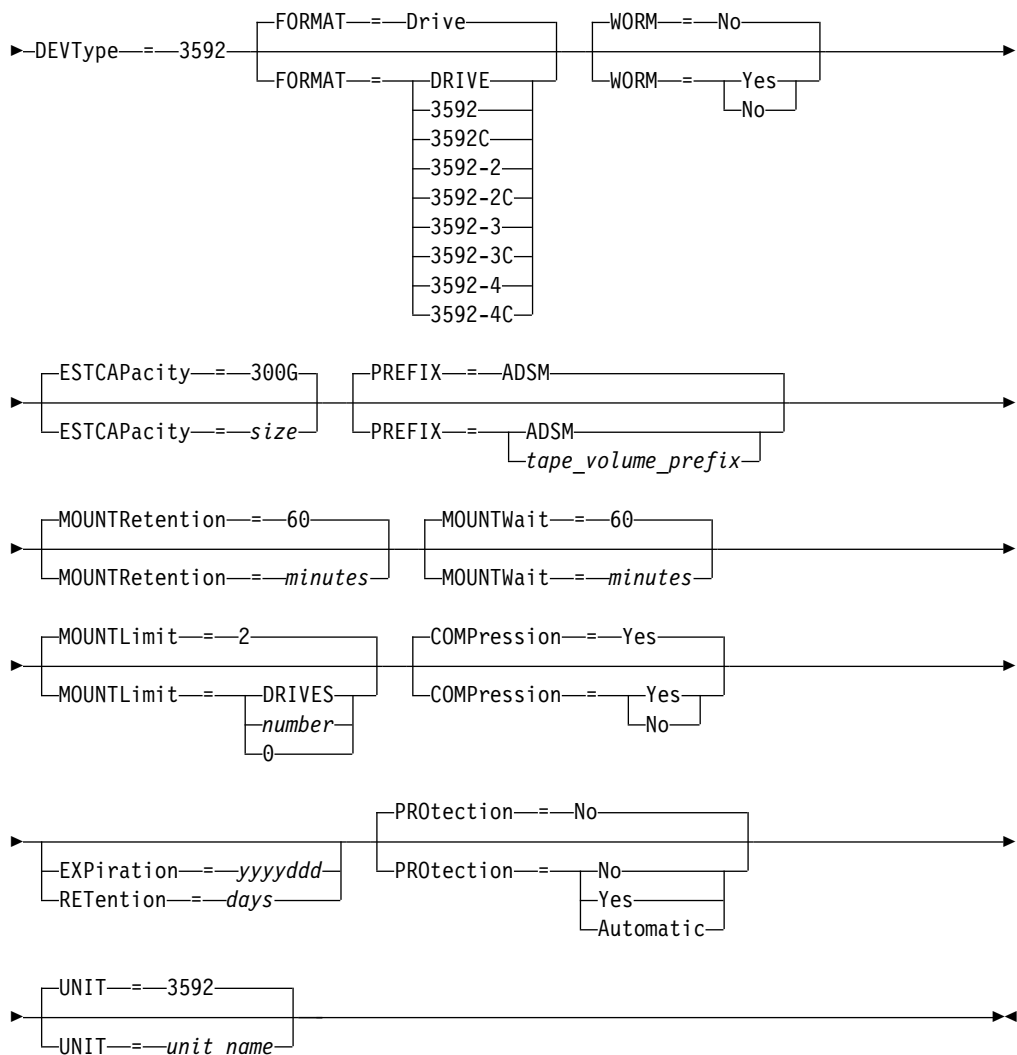 FORMAT = Drive WORM = No
DEVType = 3592
FORMAT = DRIVE WORM = Yes
3592 No
3592C
3592-2
3592-2C
3592-3
3592-3C
3592-4
3592-4C
ESTCAPacity = 300G PREFIX = ADSM
ESTCAPacity = size PREFIX = ADSM
tape_volume_prefix
MOUNTRetention = 60 MOUNTWait = 60
MOUNTRetention = minutes MOUNTWait = minutes
MOUNTLimit = 2 COMPression = Yes
MOUNTLimit = DRIVES COMPression = Yes
number No
0
PROtection = No
EXPiration = yyyyddd PROtection = No
RETention = days Yes
Automatic
UNIT = 3592
UNIT = unit name